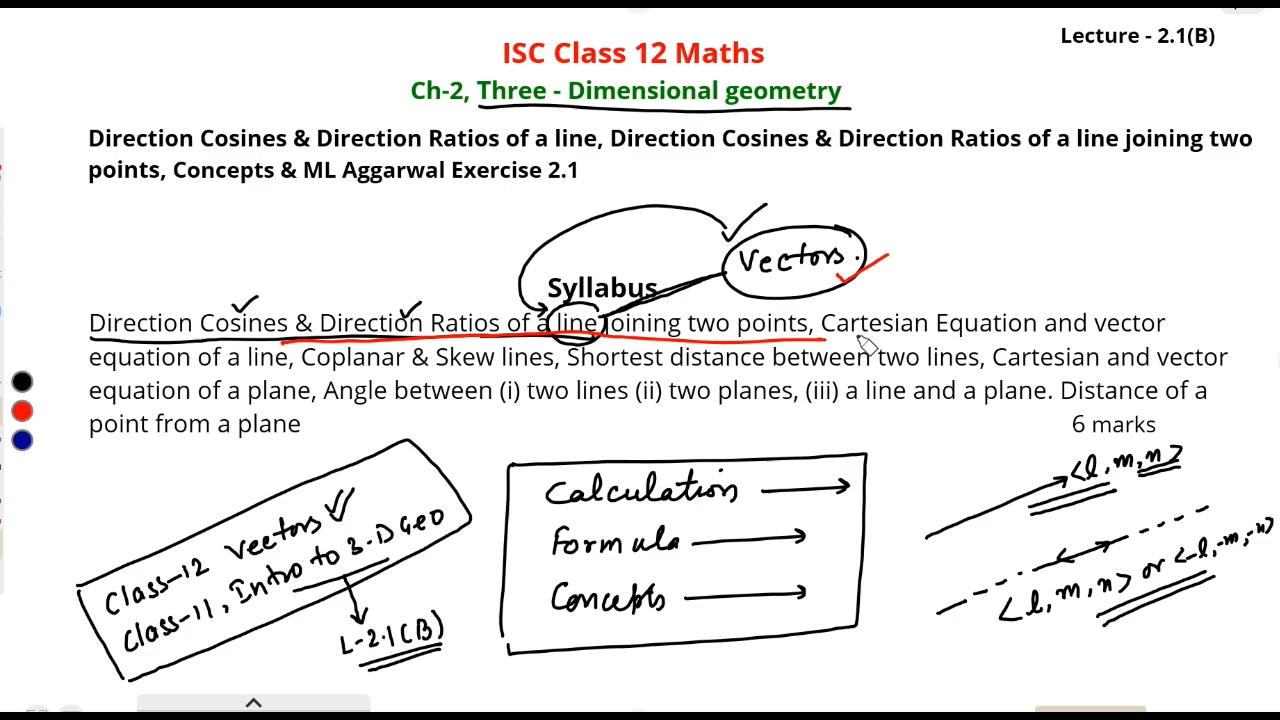 Lecture - 2.1(B)
ISC Class 12 Maths
Ch-2, Three - Dimensional geometry
Direction Cosines & Direction Ratios of a line, Direction Cosines & Direction Ratios of a line joining two
points, Concepts & ML Aggarwal Exercise 2.1
Vectors.
Syllabus
Direction Cosines & Direction Ratios of a line joining two points, Cartesian Equation and vector
equation of a line, Coplanar & Skew lines, Shortest distance between two lines, Cartesian and vector
equation of a plane, Angle between (i) two lines (ii) two planes, (iii) a line and a plane. Distance of a
point from a plane 6 marks
Class-12 Vectors
Class-11, Intro to 3-D Geo
L-2.1(B)
Calculation
Formula
Concepts
<l, m, n>
<l, m, n> or <-l, -m, -n>